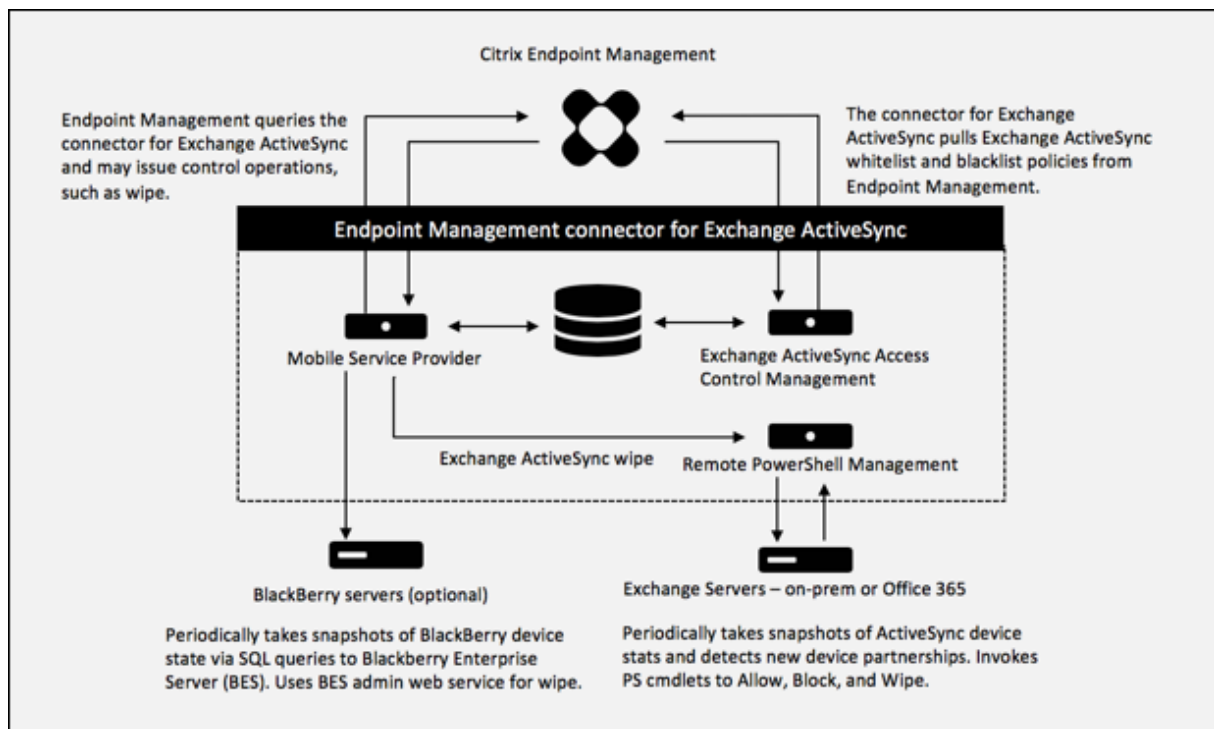 Citrix Endpoint Management
Endpoint Management queries the
connector for Exchange ActiveSync
and may issue control operations,
such as wipe.
The connector for Exchange
ActiveSync pulls Exchange ActiveSync
whitelist and blacklist policies from
Endpoint Management.
Endpoint Management connector for Exchange ActiveSync
Mobile Service Provider
Exchange ActiveSync Access
Control Management
Exchange ActiveSync wipe
Remote PowerShell Management
BlackBerry servers (optional)
Periodically takes snapshots of BlackBerry device
state via SQL queries to Blackberry Enterprise
Server (BES). Uses BES admin web service for wipe.
Exchange Servers – on-prem or Office 365
Periodically takes snapshots of ActiveSync device
stats and detects new device partnerships. Invokes
PS cmdlets to Allow, Block, and Wipe.